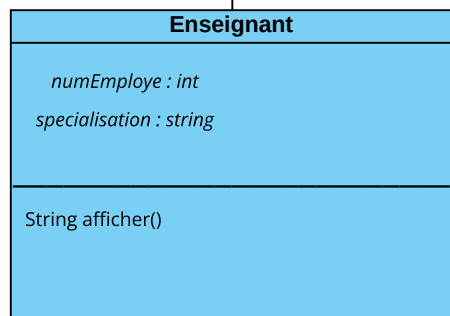 Enseignant
numEmploye : int
specialisation : string
String afficher()